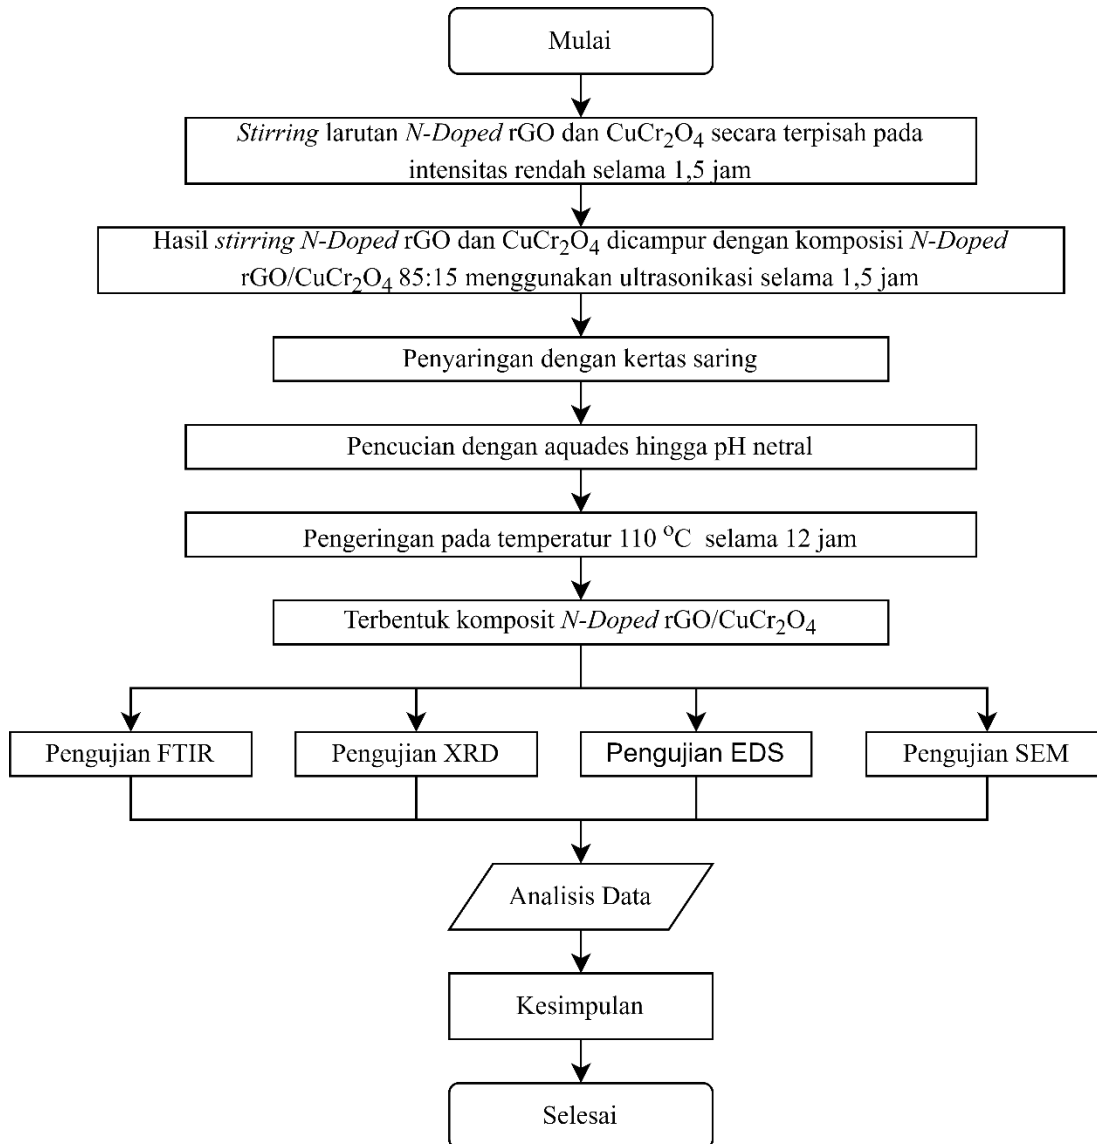 Mulai
Stirring larutan N-Doped rGO dan CuCr₂O₄ secara terpisah pada
intensitas rendah selama 1,5 jam
Hasil stirring N-Doped rGO dan CuCr₂O₄ dicampur dengan komposisi N-Doped
rGO/CuCr₂O₄ 85:15 menggunakan ultrasonikasi selama 1,5 jam
Penyaringan dengan kertas saring
Pencucian dengan aquades hingga pH netral
Pengeringan pada temperatur 110 °C selama 12 jam
Terbentuk komposit N-Doped rGO/CuCr₂O₄
Pengujian FTIR
Pengujian XRD
Pengujian EDS
Pengujian SEM
Analisis Data
Kesimpulan
Selesai